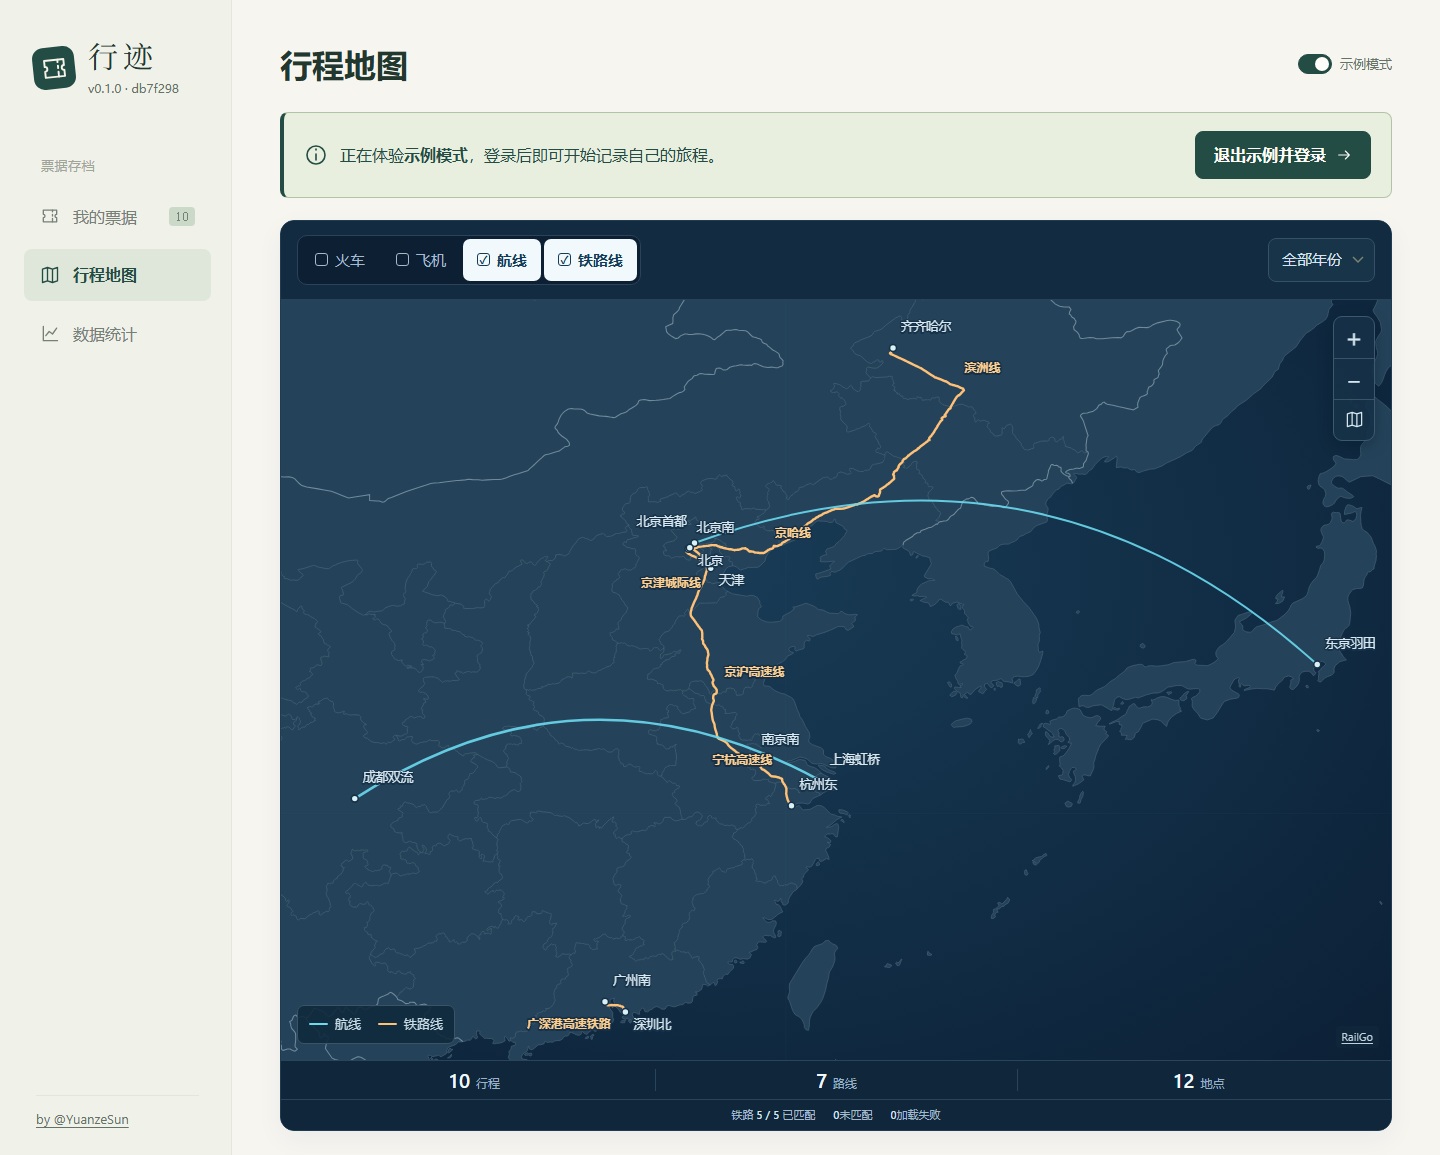 行迹
v0.1.0 · db7f298
票据存档
我的票据 10
行程地图
数据统计
by @YuanzeSun
行程地图
示例模式
正在体验示例模式，登录后即可开始记录自己的旅程。
退出示例并登录 →
火车 飞机 航线 铁路线
全部年份
齐齐哈尔
滨洲线
北京首都
北京南
京哈线
北京
天津
京津城际线
东京羽田
京沪高速线
南京南
宁杭高速线
上海虹桥
成都双流
杭州东
广州南
广深港高速铁路
深圳北
航线 铁路线
RailGo
10 行程
7 路线
12 地点
铁路 5 / 5 已匹配 0未匹配 0加载失败